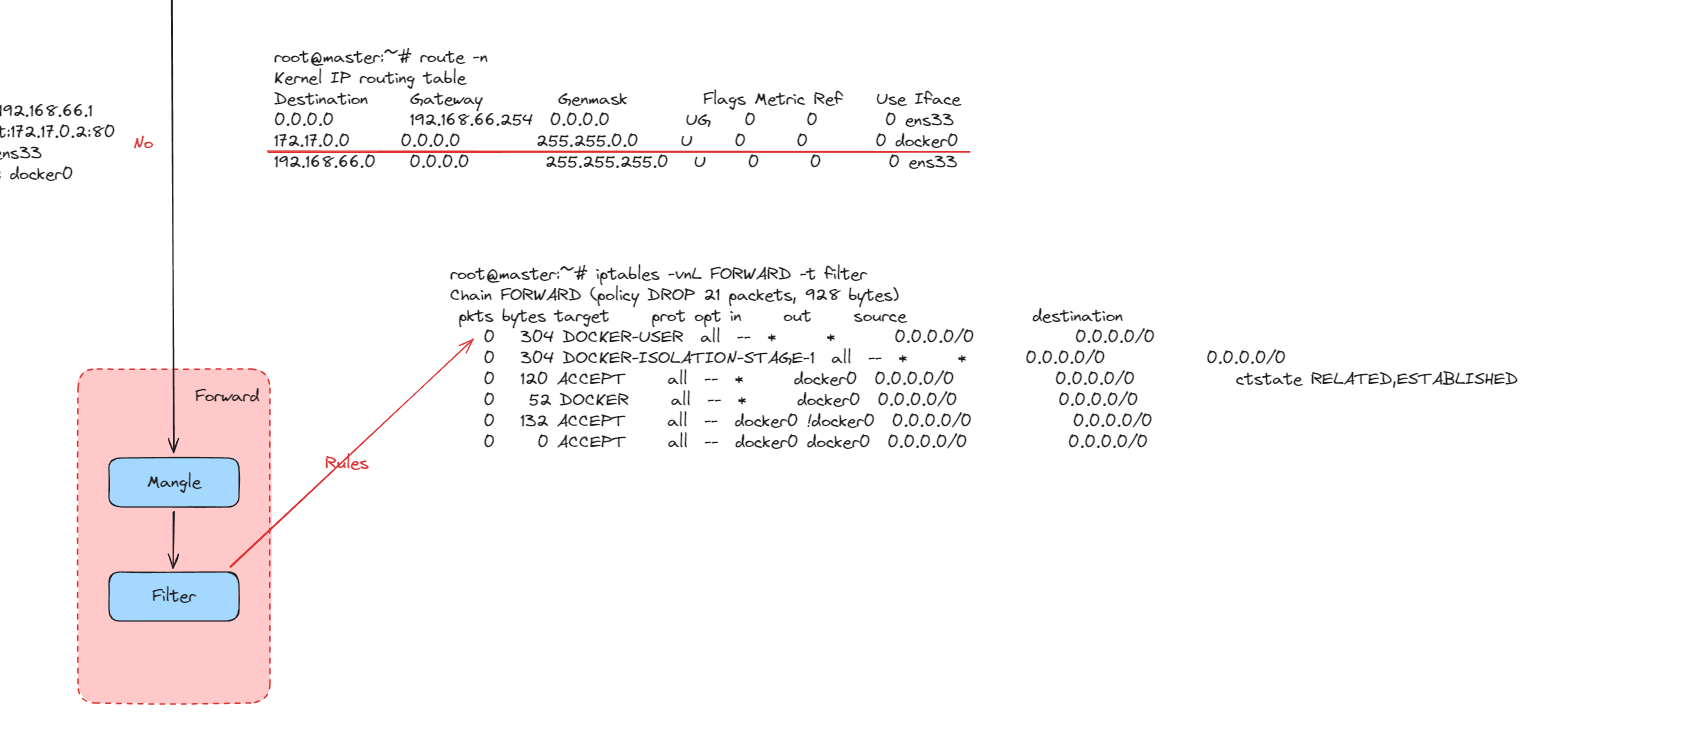 root@master:~# route -n
Kernel IP routing table
Destination Gateway Genmask Flags Metric Ref Use Iface
0.0.0.0 192.168.66.254 0.0.0.0 UG 0 0 0 ens33
172.17.0.0 0.0.0.0 255.255.0.0 U 0 0 0 docker0
192.168.66.0 0.0.0.0 255.255.255.0 U 0 0 0 ens33
192.168.66.1
t:172.17.0.2:80
ens33
: docker0
No
root@master:~# iptables -vnL FORWARD -t filter
Chain FORWARD (policy DROP 21 packets, 928 bytes)
pkts bytes target prot opt in out source destination
0 304 DOCKER-USER all -- * * 0.0.0.0/0 0.0.0.0/0
0 304 DOCKER-ISOLATION-STAGE-1 all -- * * 0.0.0.0/0 0.0.0.0/0
0 120 ACCEPT all -- * docker0 0.0.0.0/0 0.0.0.0/0 ctstate RELATED,ESTABLISHED
0 52 DOCKER all -- * docker0 0.0.0.0/0 0.0.0.0/0
0 132 ACCEPT all -- docker0 !docker0 0.0.0.0/0 0.0.0.0/0
0 0 ACCEPT all -- docker0 docker0 0.0.0.0/0 0.0.0.0/0
Forward
Rules
Mangle
Filter